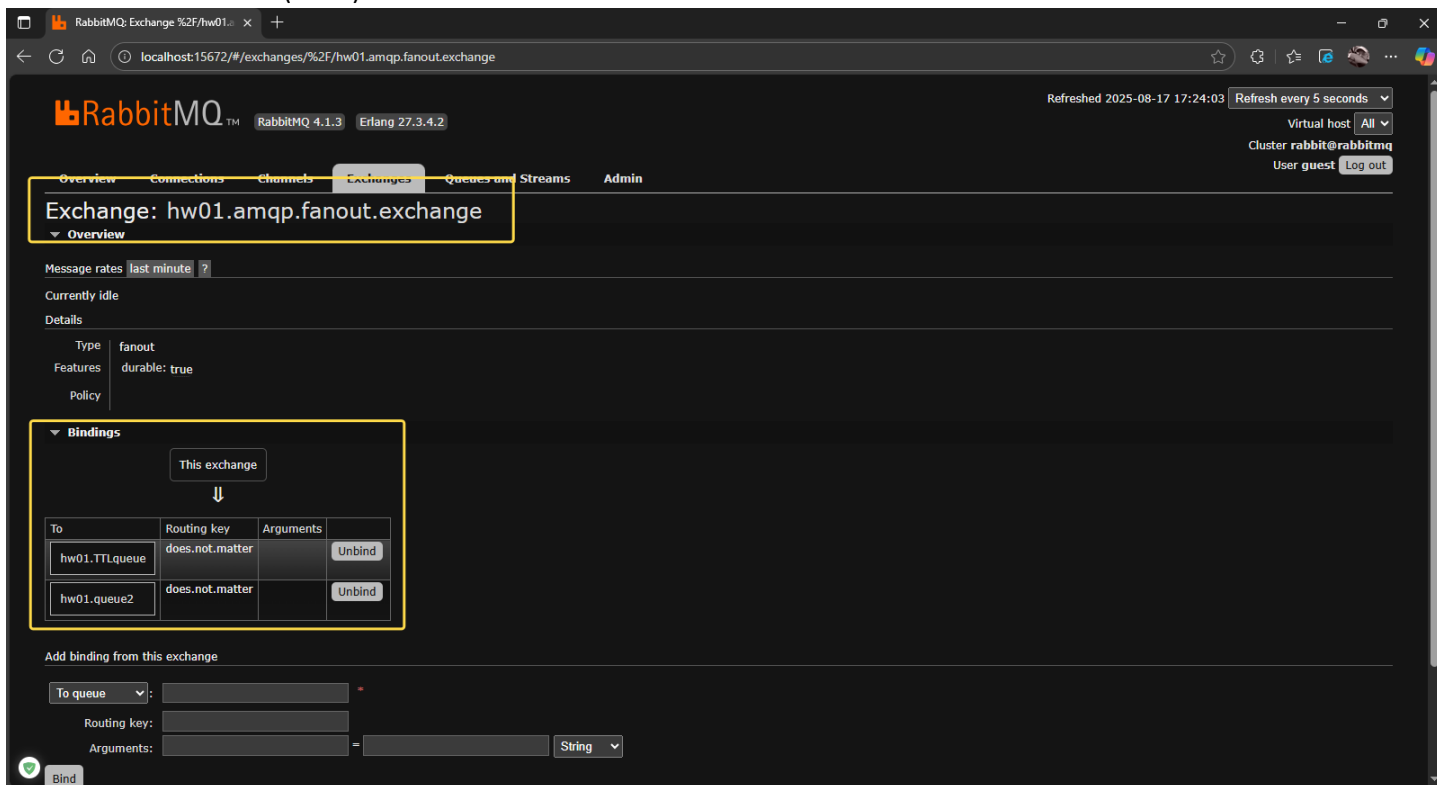 RabbitMQ: Exchange %2F/hw01.a
localhost:15672/#/exchanges/%2F/hw01.amqp.fanout.exchange
Refreshed 2025-08-17 17:24:03 Refresh every 5 seconds
RabbitMQ TM RabbitMQ 4.1.3 Erlang 27.3.4.2
Virtual host All
Cluster rabbit@rabbitmq
User guest Log out
Overview Connections Channels Exchanges Queues and Streams Admin
Exchange: hw01.amqp.fanout.exchange
Overview
Message rates last minute ?
Currently idle
Details
Type fanout
Features durable: true
Policy
Bindings
This exchange
⇓
To Routing key Arguments
hw01.TTLqueue does.not.matter Unbind
hw01.queue2 does.not.matter Unbind
Add binding from this exchange
To queue : *
Routing key:
Arguments: = String
Bind